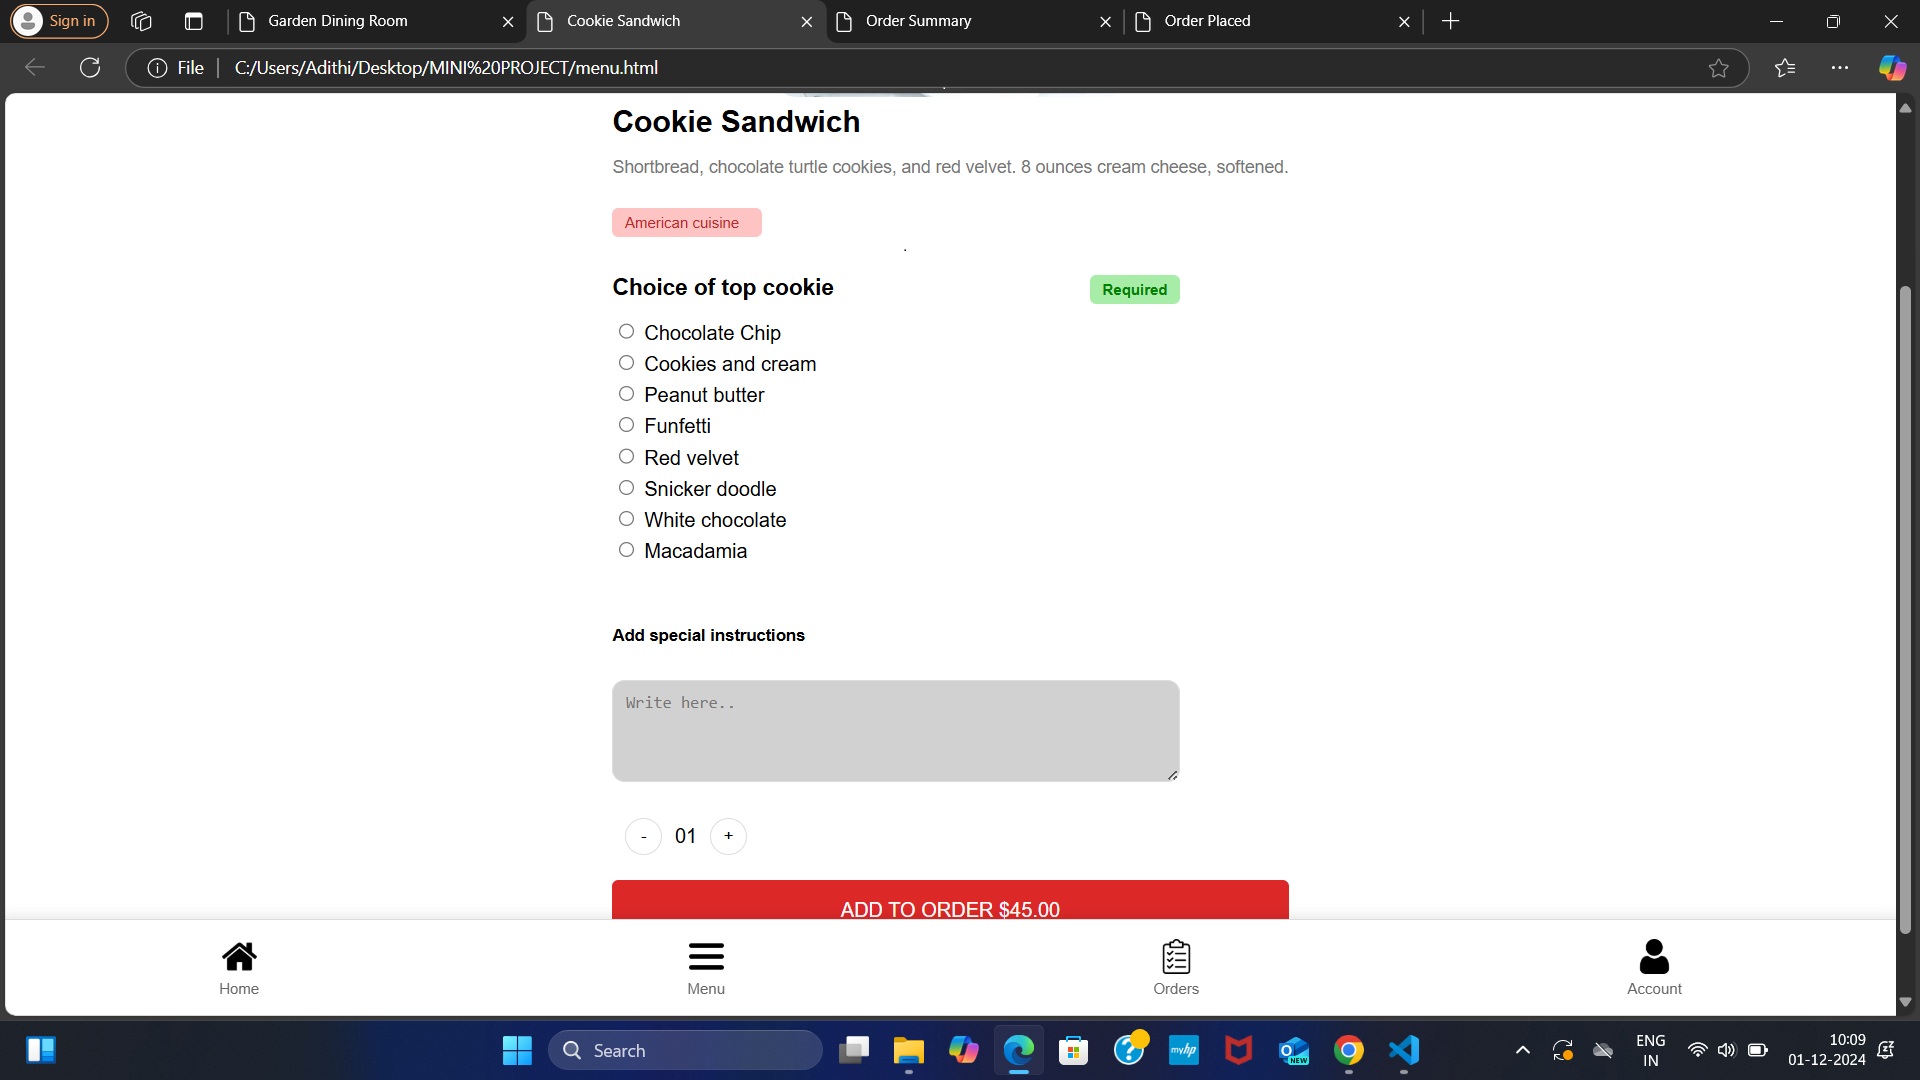 Sign in
Garden Dining Room
Cookie Sandwich
Order Summary
Order Placed
File
C:/Users/Adithi/Desktop/MINI%20PROJECT/menu.html
Cookie Sandwich
Shortbread, chocolate turtle cookies, and red velvet. 8 ounces cream cheese, softened.
American cuisine
Choice of top cookie
Required
Chocolate Chip
Cookies and cream
Peanut butter
Funfetti
Red velvet
Snicker doodle
White chocolate
Macadamia
Add special instructions
Write here..
- 01 +
ADD TO ORDER $45.00
Home
Menu
Orders
Account
Search
myhp
NEW
ENG
IN
10:09
01-12-2024